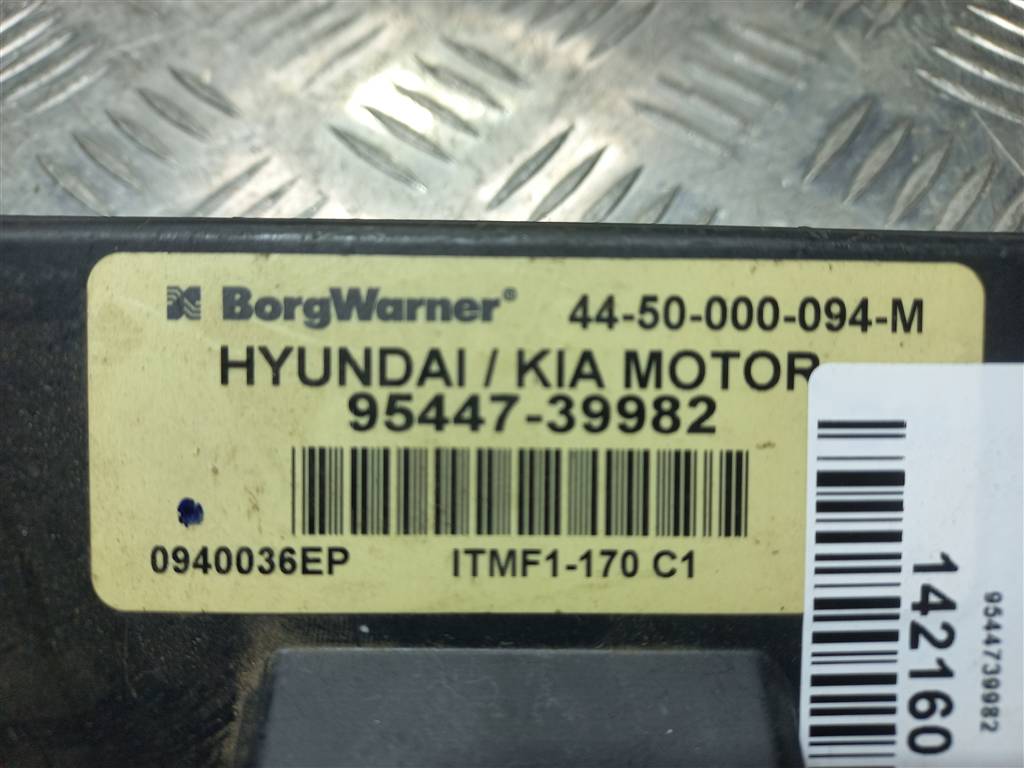 BorgWarner® 44-50-000-094-M
HYUNDAI / KIA MOTOR
95447-39982
0940036EP ITMF1-170 C1
142160
9544739982